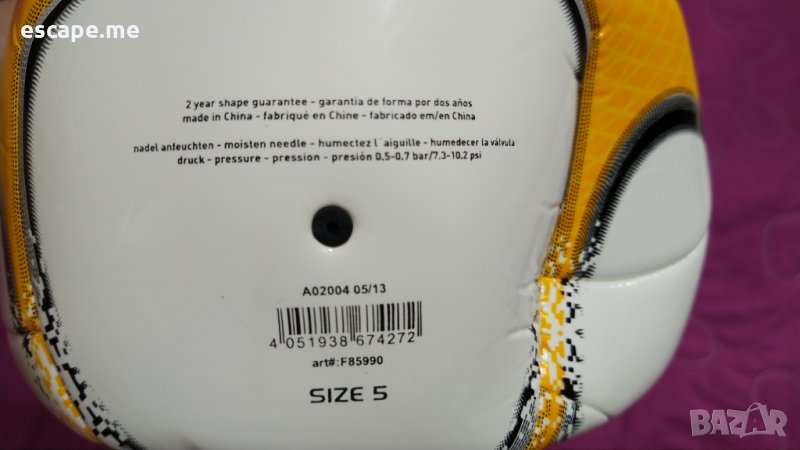 escape.me
2 year shape guarantee - garantia de forma por dos años
made in China - fabriqué en Chine - fabricado em/en China
nadel anfeuchten - moisten needle - humectez l`aiguille - humedecer la válvula
druck - pressure - pression - presión 0,5-0,7 bar/7.3-10.2 psi
A02004 05/13
4 051938 674272
art#:F85990
SIZE 5
BAZAR